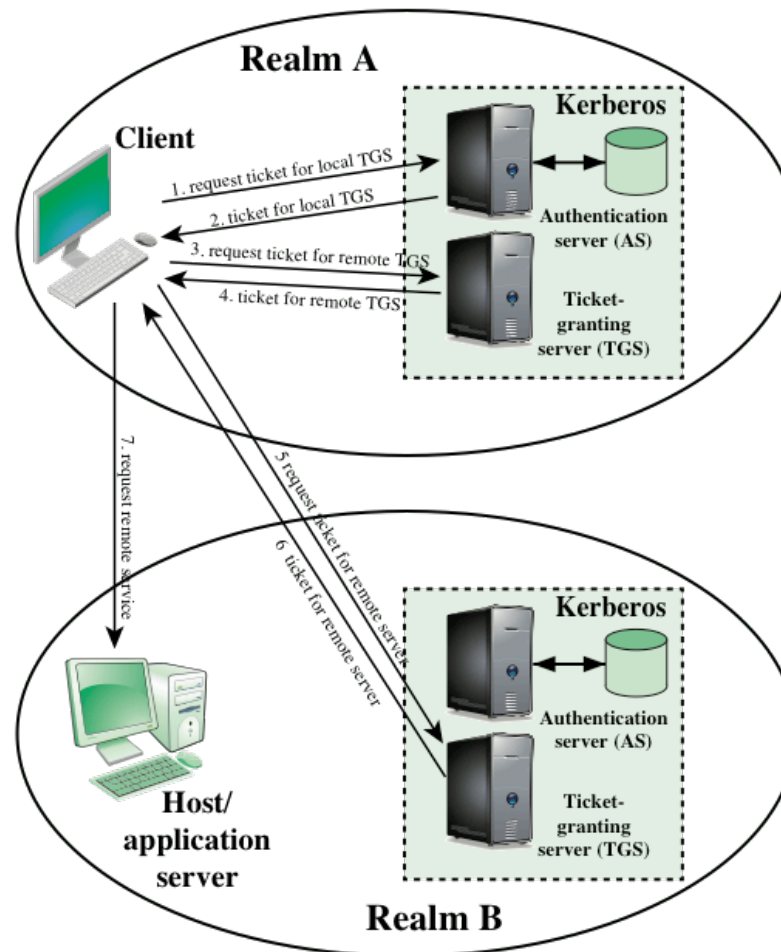 Realm A
Kerberos
Client
1. request ticket for local TGS
2. ticket for local TGS
Authentication
server (AS)
3. request ticket for remote TGS
4. ticket for remote TGS
Ticket-
granting
server (TGS)
5 request ticket for remote server
6 ticket for remote server
7. request remote service
Kerberos
Authentication
server (AS)
Host/
application
server
Ticket-
granting
server (TGS)
Realm B